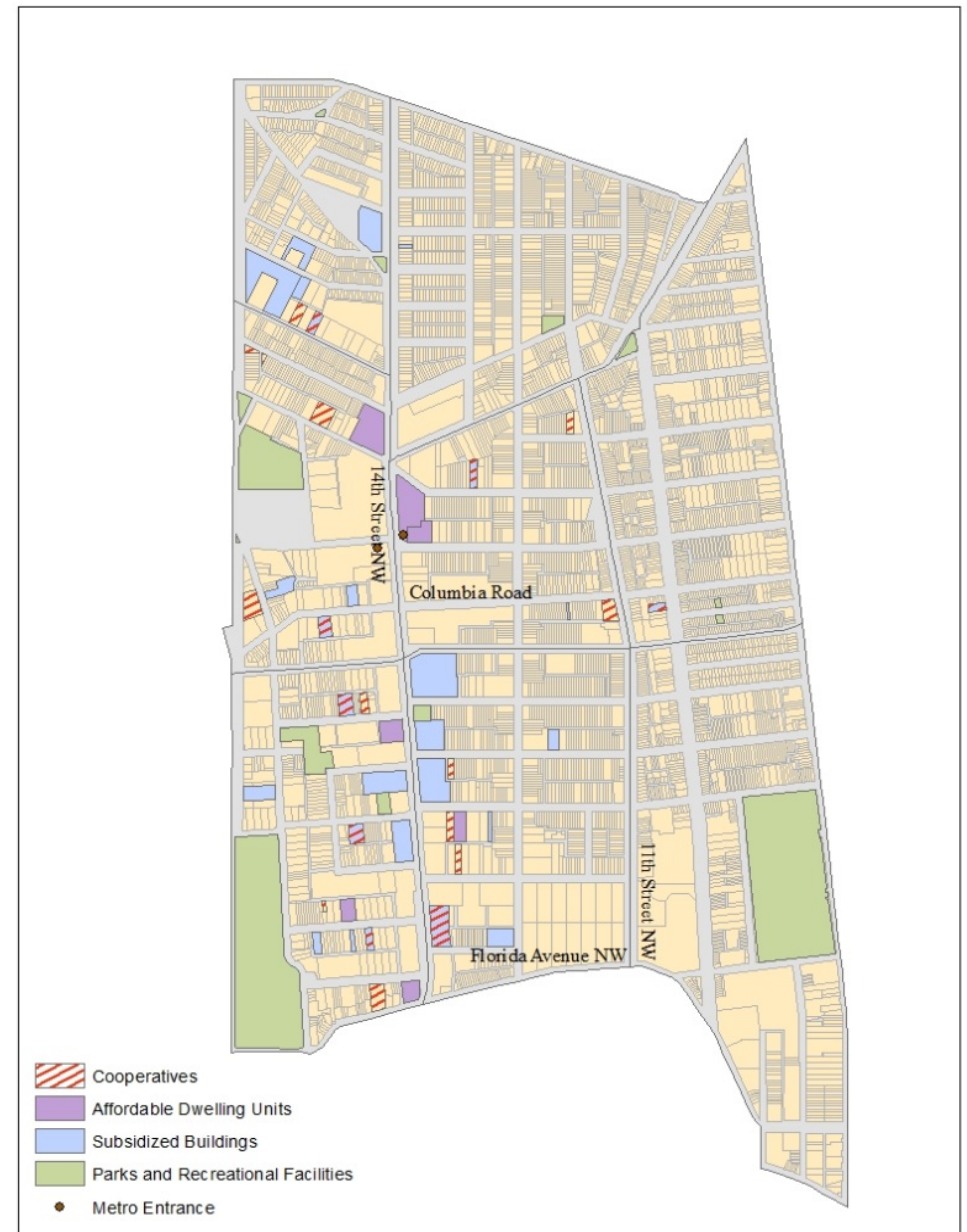 14th Street NW
Columbia Road
11th Street NW
Florida Avenue NW
Cooperatives
Affordable Dwelling Units
Subsidized Buildings
Parks and Recreational Facilities
Metro Entrance